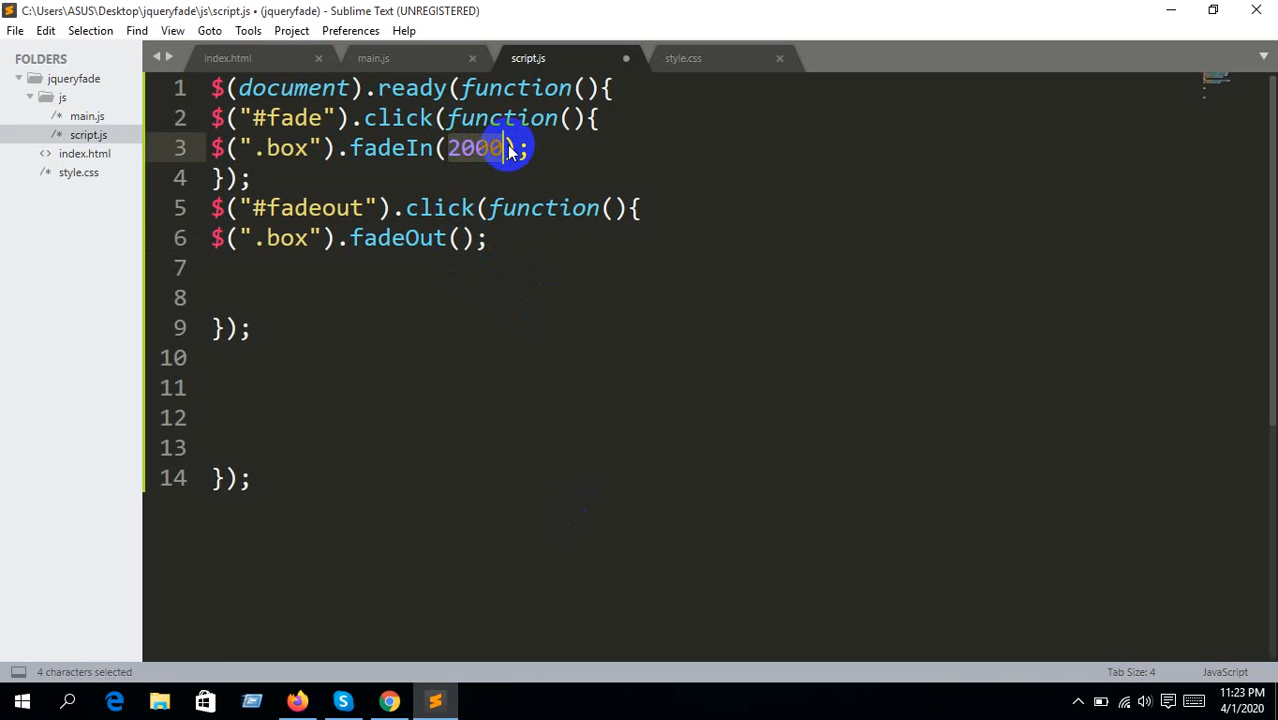 C:\Users\ASUS\Desktop\jqueryfade\js\script.js • (jqueryfade) - Sublime Text (UNREGISTERED)
File Edit Selection Find View Goto Tools Project Preferences Help
FOLDERS
jqueryfade
js
main.js
script.js
index.html
style.css
index.html main.js script.js style.css
1 $(document).ready(function(){
2 $("#fade").click(function(){
3 $(".box").fadeIn(2000);
4 });
5 $("#fadeout").click(function(){
6 $(".box").fadeOut();
7
8
9 });
10
11
12
13
14 });
4 characters selected Tab Size: 4 JavaScript
11:23 PM
4/1/2020